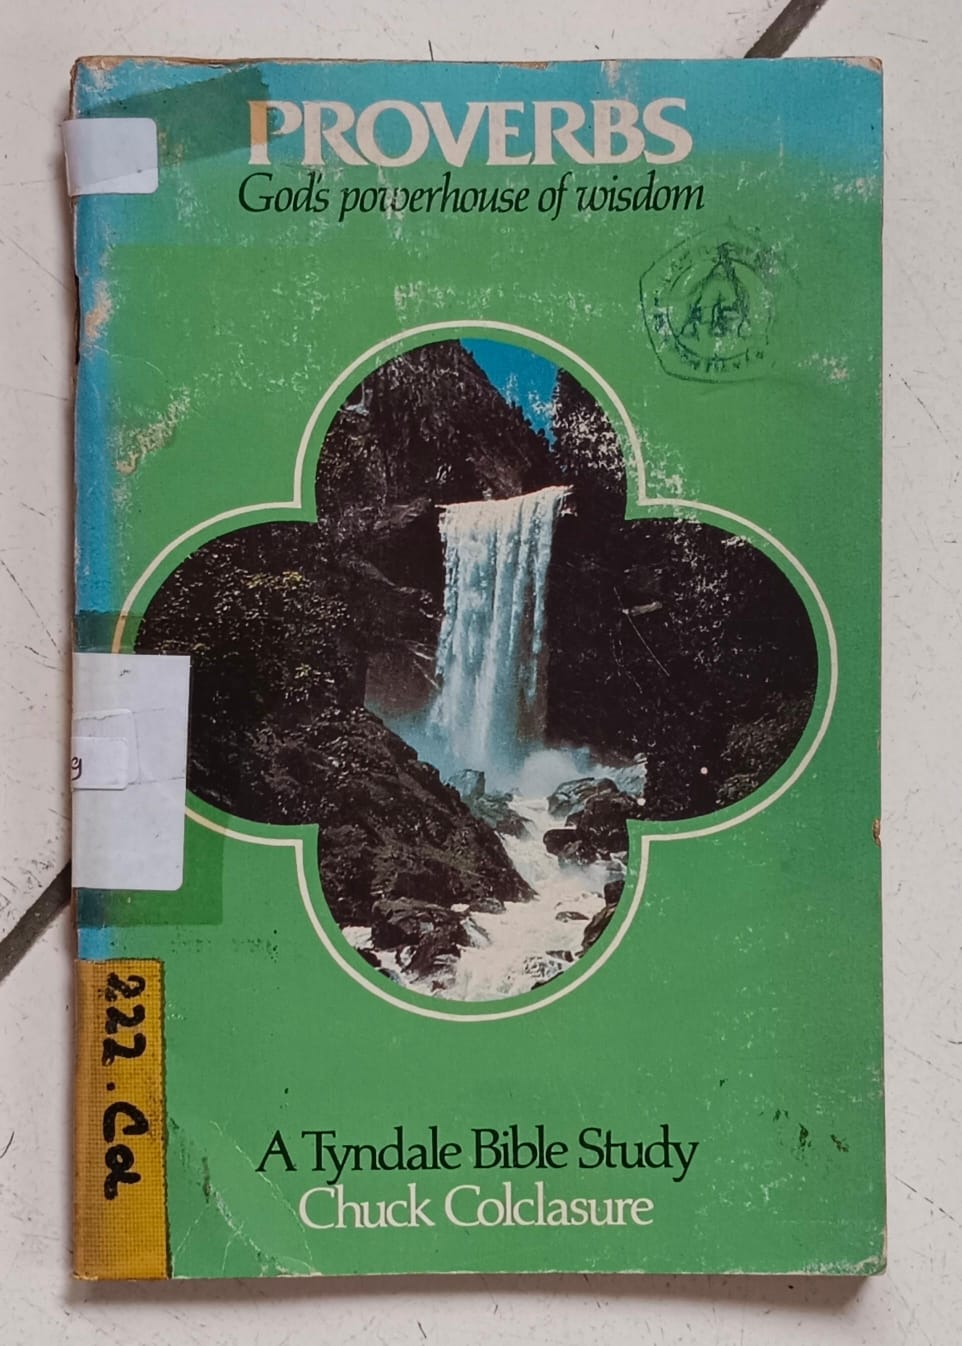 PROVERBS
God's powerhouse of wisdom
222.Col
A Tyndale Bible Study
Chuck Colclasure